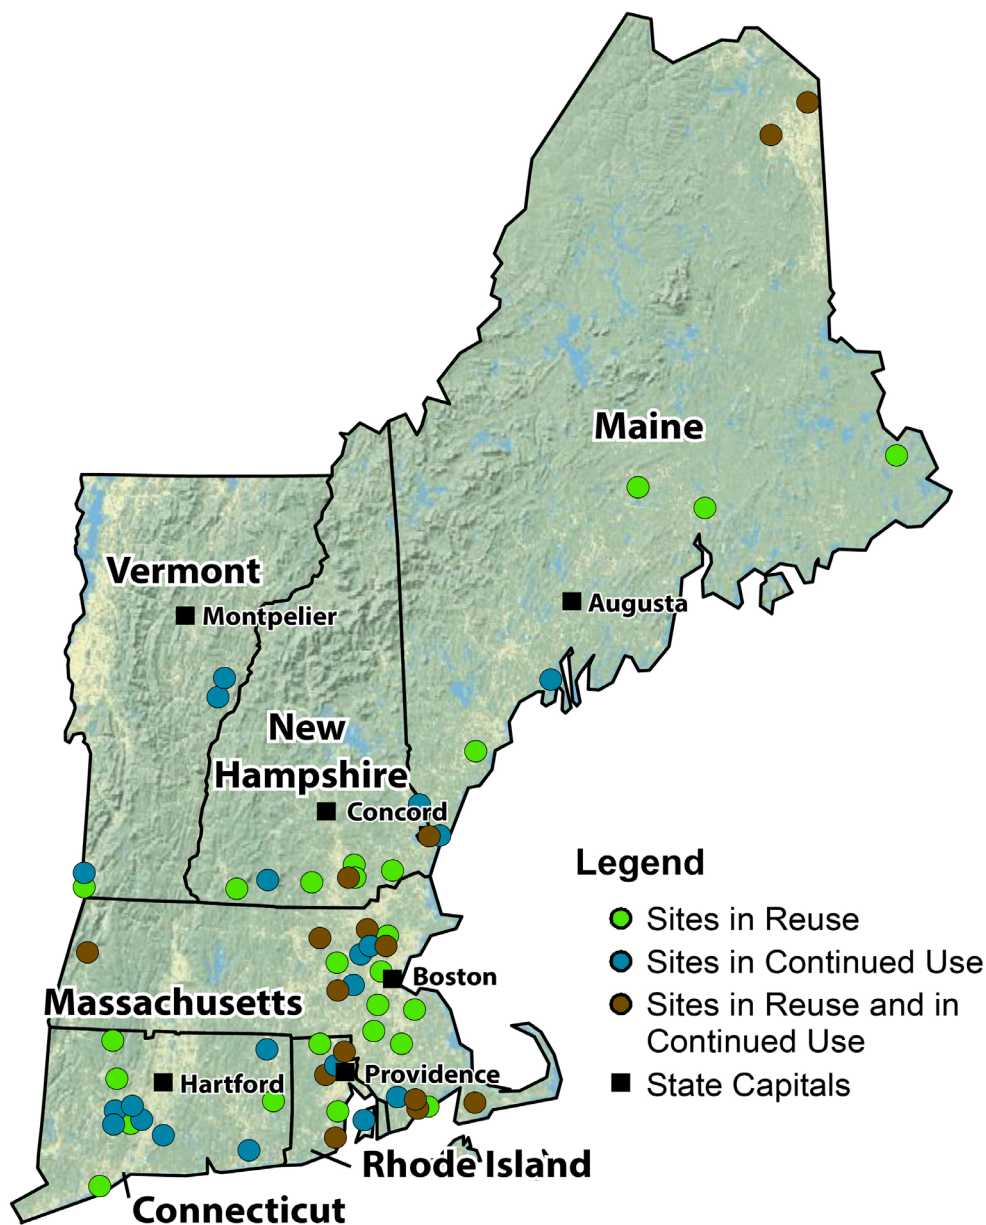 Maine
Vermont
Augusta
Montpelier
New
Hampshire
Concord
Legend
Sites in Reuse
Sites in Continued Use
Boston
Massachusetts
Sites in Reuse and in
Continued Use
Providence
Hartford
State Capitals
Rhode Island
Connecticut